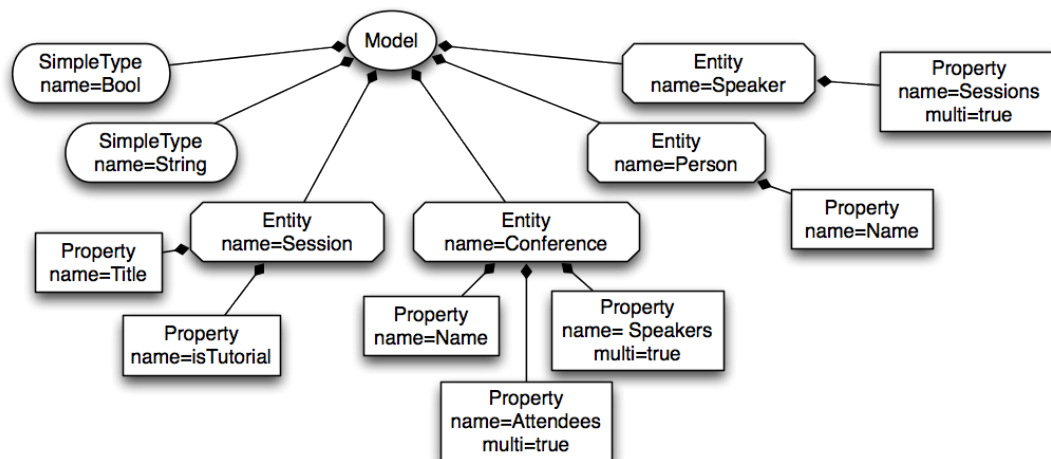 Model
SimpleType
name=Bool
Entity
name=Speaker
Property
name=Sessions
multi=true
SimpleType
name=String
Entity
name=Person
Property
name=Name
Entity
name=Session
Entity
name=Conference
Property
name=Title
Property
name=isTutorial
Property
name=Name
Property
name= Speakers
multi=true
Property
name=Attendees
multi=true